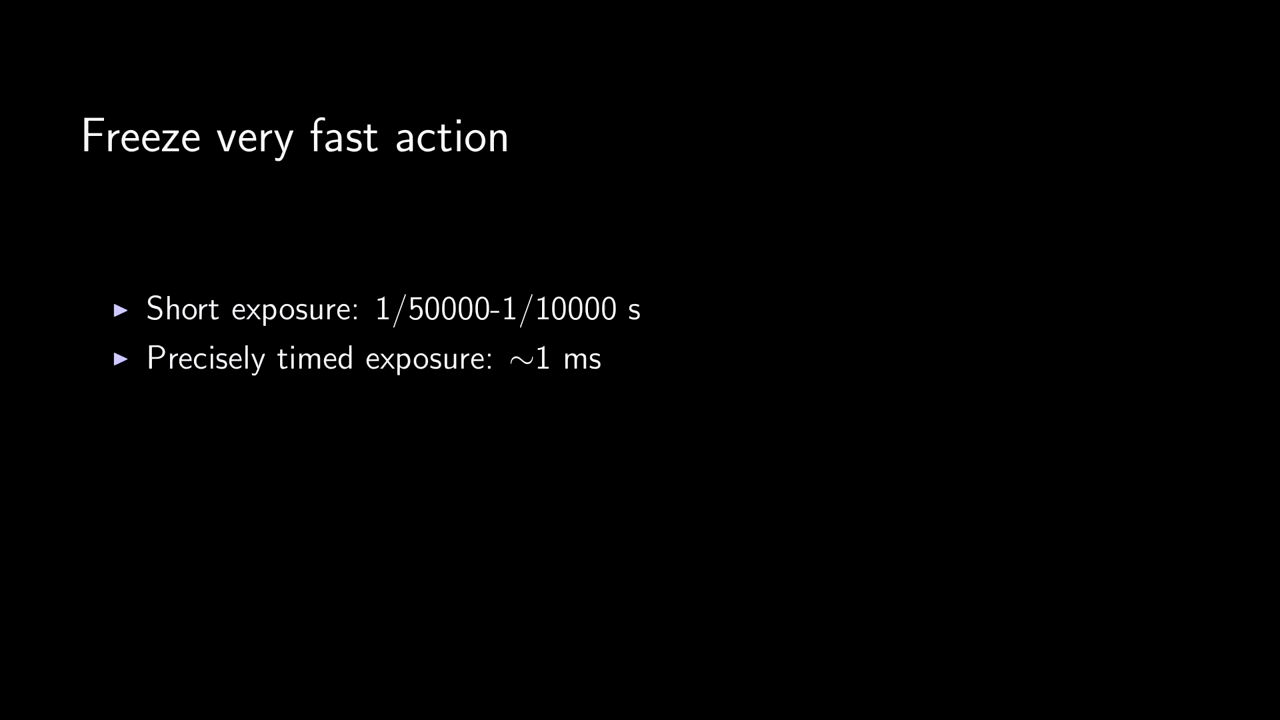 Freeze very fast action
▶ Short exposure: 1/50000-1/10000 s
▶ Precisely timed exposure: ∼1 ms